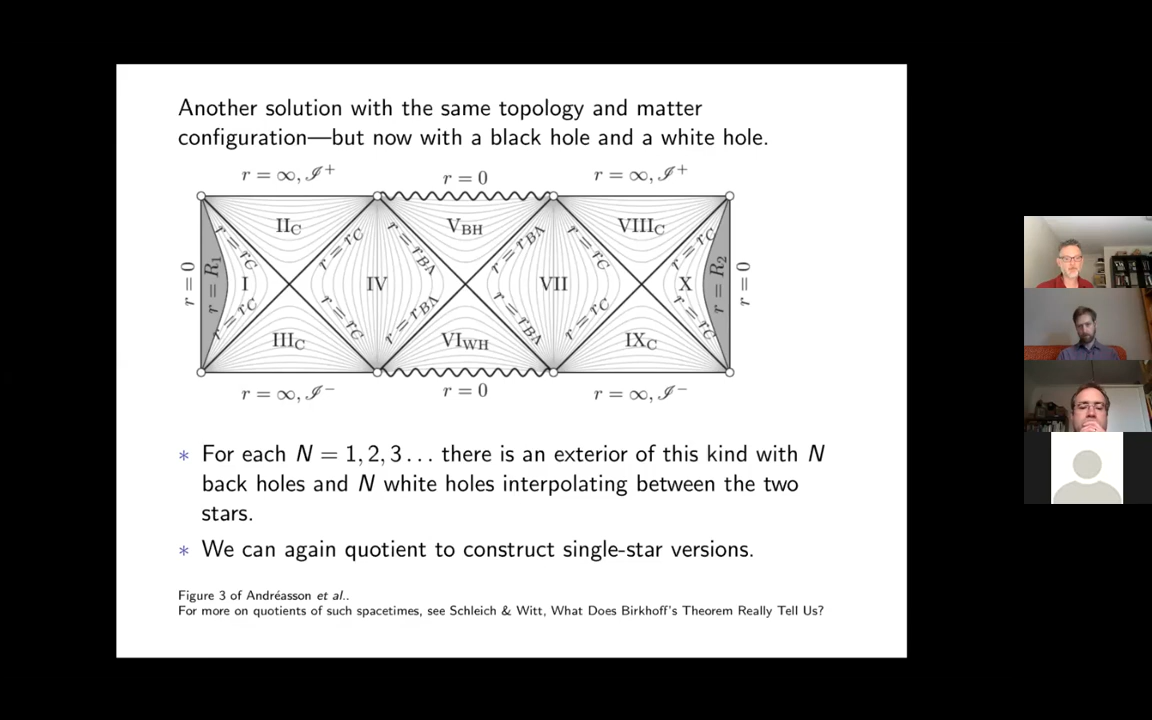 Another solution with the same topology and matter
configuration—but now with a black hole and a white hole.
r = ∞, ℐ⁺
r = 0
r = ∞, ℐ⁺
II_C
V_BH
VIII_C
r = r_C
r = r_C
r = r_BΛ
r = r_BΛ
r = r_C
r = r_C
r = 0
r = R₁
I
IV
VII
X
r = R₂
r = 0
r = r_C
r = r_C
r = r_BΛ
r = r_BΛ
r = r_C
r = r_C
III_C
VI_WH
IX_C
r = ∞, ℐ⁻
r = 0
r = ∞, ℐ⁻
* For each N = 1, 2, 3 . . . there is an exterior of this kind with N
back holes and N white holes interpolating between the two
stars.
* We can again quotient to construct single-star versions.
Figure 3 of Andréasson et al..
For more on quotients of such spacetimes, see Schleich & Witt, What Does Birkhoff's Theorem Really Tell Us?